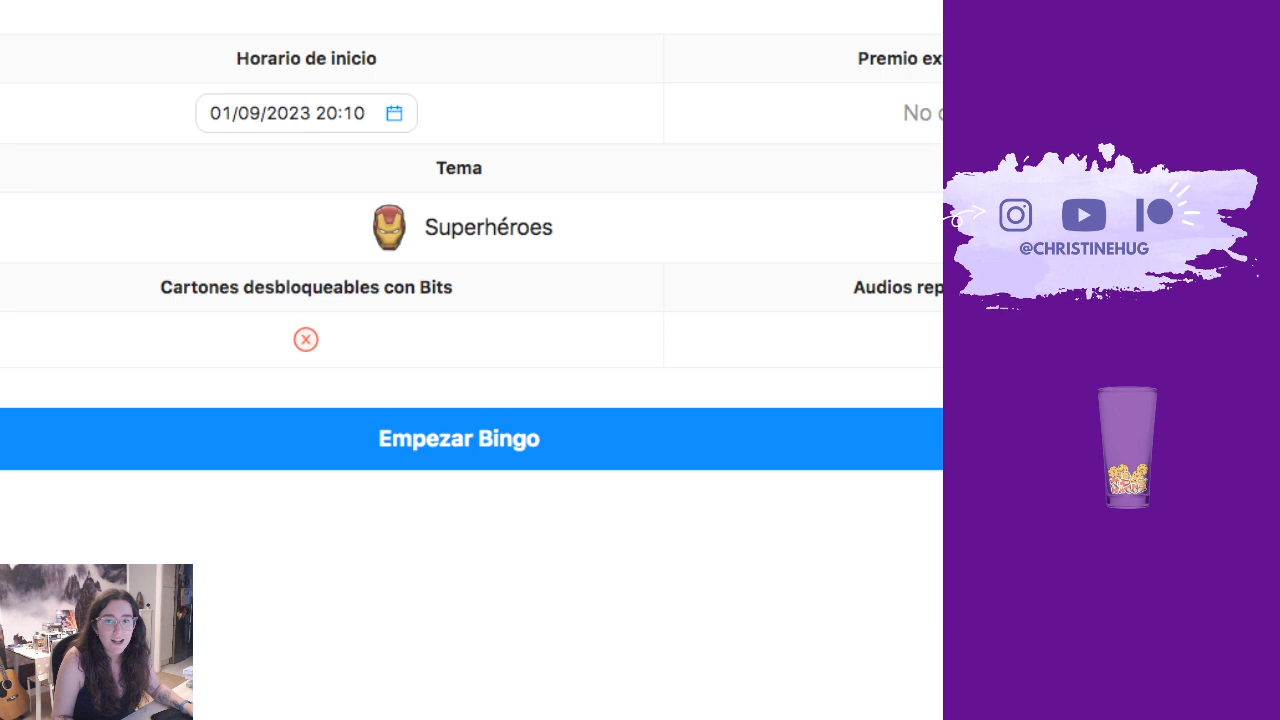 Horario de inicio
Premio ex
01/09/2023 20:10
No
Tema
Superhéroes
Cartones desbloqueables con Bits
Audios rep
Empezar Bingo
@CHRISTINEHUG